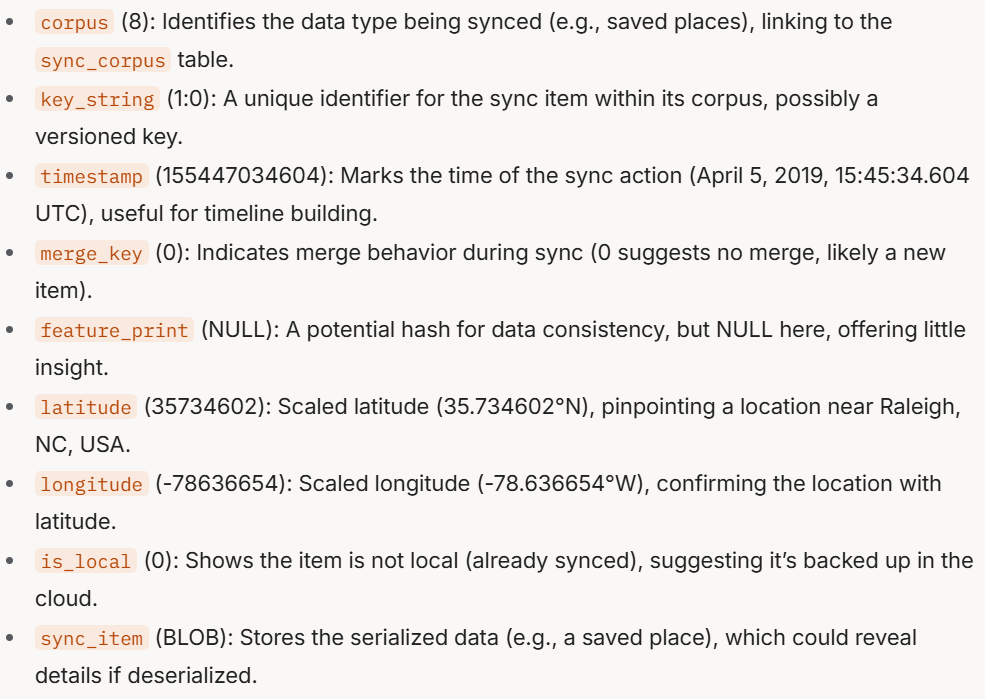 corpus (8): Identifies the data type being synced (e.g., saved places), linking to the
sync_corpus table.
key_string (1:0): A unique identifier for the sync item within its corpus, possibly a
versioned key.
timestamp (155447034604): Marks the time of the sync action (April 5, 2019, 15:45:34.604
UTC), useful for timeline building.
merge_key (0): Indicates merge behavior during sync (0 suggests no merge, likely a new
item).
feature_print (NULL): A potential hash for data consistency, but NULL here, offering little
insight.
latitude (35734602): Scaled latitude (35.734602°N), pinpointing a location near Raleigh,
NC, USA.
longitude (-78636654): Scaled longitude (-78.636654°W), confirming the location with
latitude.
is_local (0): Shows the item is not local (already synced), suggesting it’s backed up in the
cloud.
sync_item (BLOB): Stores the serialized data (e.g., a saved place), which could reveal
details if deserialized.